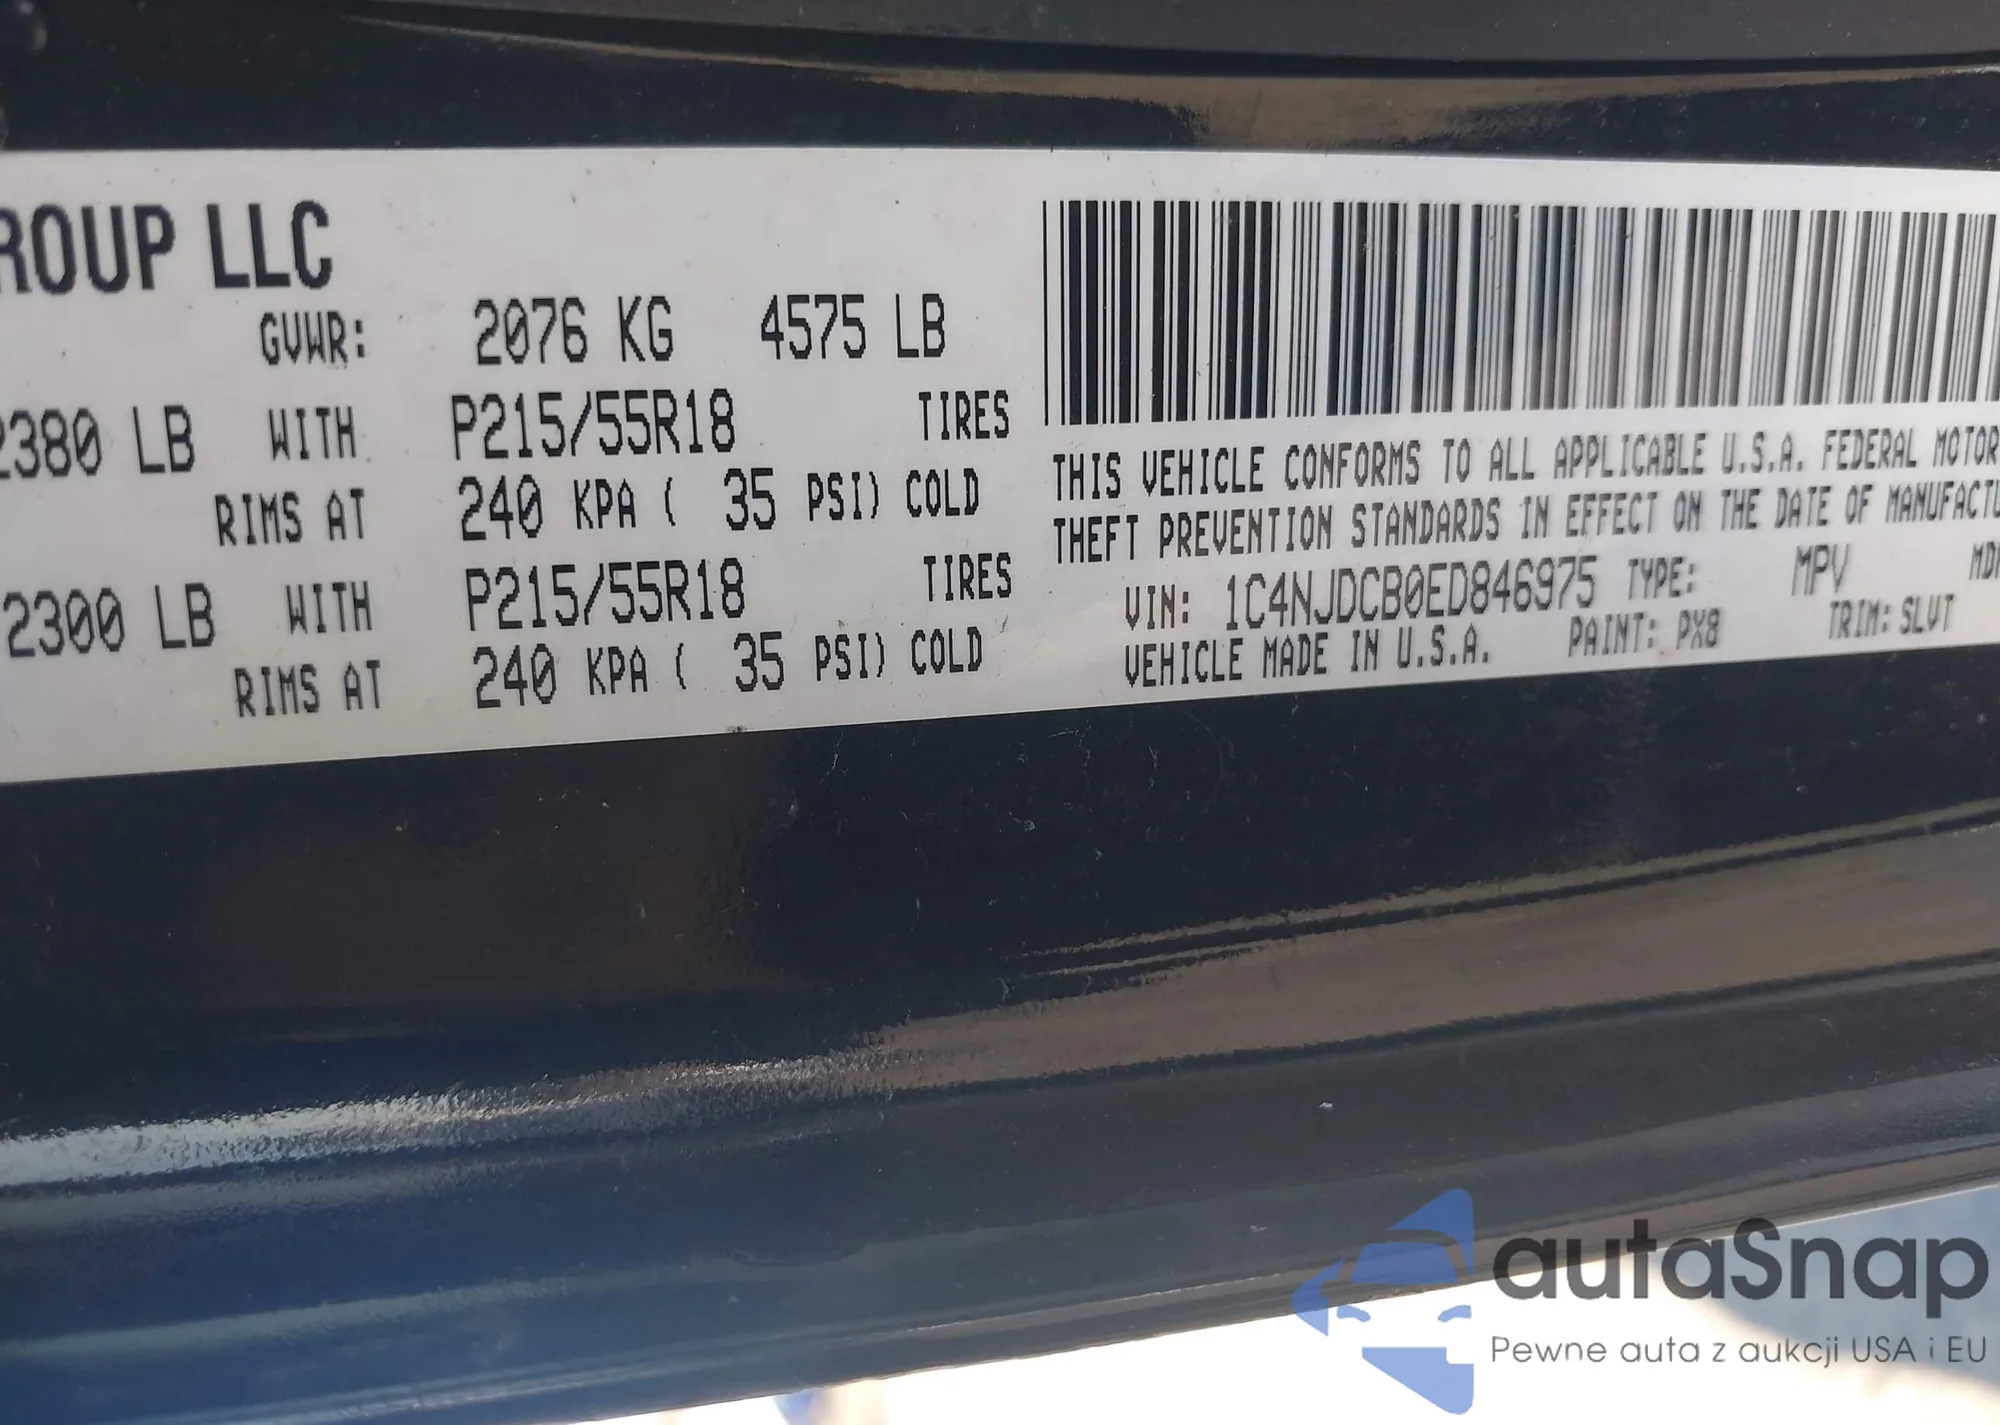 ROUP LLC
GVWR: 2076 KG 4575 LB
2380 LB WITH P215/55R18 TIRES
RIMS AT 240 KPA ( 35 PSI) COLD
2300 LB WITH P215/55R18 TIRES
RIMS AT 240 KPA ( 35 PSI) COLD
THIS VEHICLE CONFORMS TO ALL APPLICABLE U.S.A. FEDERAL MOTOR
THEFT PREVENTION STANDARDS IN EFFECT ON THE DATE OF MANUFACTU
VIN: 1C4NJDCB0ED846975 TYPE: MPV
VEHICLE MADE IN U.S.A. PAINT: PX8 TRIM: SLVT
autaSnap
Pewne auta z aukcji USA i EU